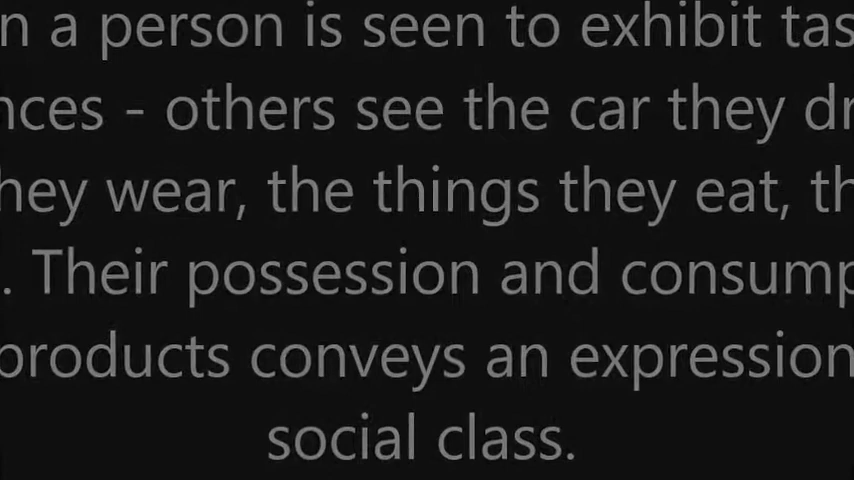 n a person is seen to exhibit tas
nces - others see the car they dr
hey wear, the things they eat, th
. Their possession and consump
products conveys an expression
social class.